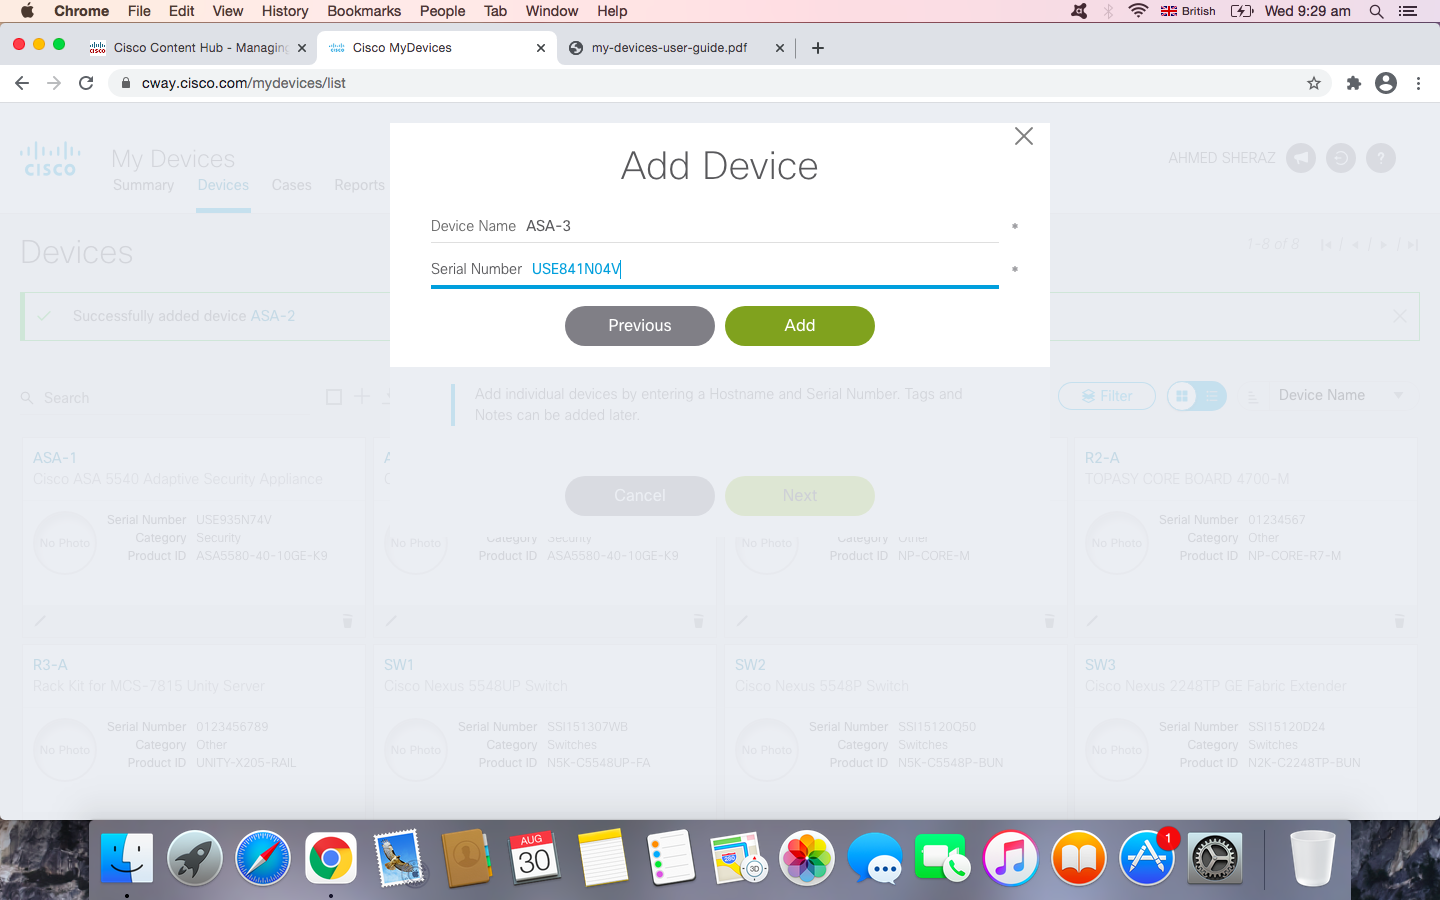 Chrome File Edit View History Bookmarks People Tab Window Help British Wed 9:29 am
Cisco Content Hub - Managing Cisco MyDevices my-devices-user-guide.pdf
cway.cisco.com/mydevices/list
CISCO My Devices AHMED SHERAZ ?
Summary Devices Cases Reports
Add Device
Device Name ASA-3 *
Serial Number USE841N04V *
Previous Add
Devices 1-8 of 8
Successfully added device ASA-2
Add individual devices by entering a Hostname and Serial Number. Tags and
Notes can be added later.
Cancel Next
Search Filter Device Name
ASA-1
Cisco ASA 5540 Adaptive Security Appliance
No Photo
Serial Number USE935N74V
Category Security
Product ID ASA5580-40-10GE-K9
No Photo
Category Security
Product ID ASA5580-40-10GE-K9
No Photo
Category Other
Product ID NP-CORE-M
R2-A
TOPASY CORE BOARD 4700-M
No Photo
Serial Number 01234567
Category Other
Product ID NP-CORE-R7-M
R3-A
Rack Kit for MCS-7815 Unity Server
No Photo
Serial Number 0123456789
Category Other
Product ID UNITY-X205-RAIL
SW1
Cisco Nexus 5548UP Switch
No Photo
Serial Number SSI151307WB
Category Switches
Product ID N5K-C5548UP-FA
SW2
Cisco Nexus 5548P Switch
No Photo
Serial Number SSI15120Q50
Category Switches
Product ID N5K-C5548P-BUN
SW3
Cisco Nexus 2248TP GE Fabric Extender
No Photo
Serial Number SSI15120D24
Category Switches
Product ID N2K-C2248TP-BUN
AUG
30
280
3D
1